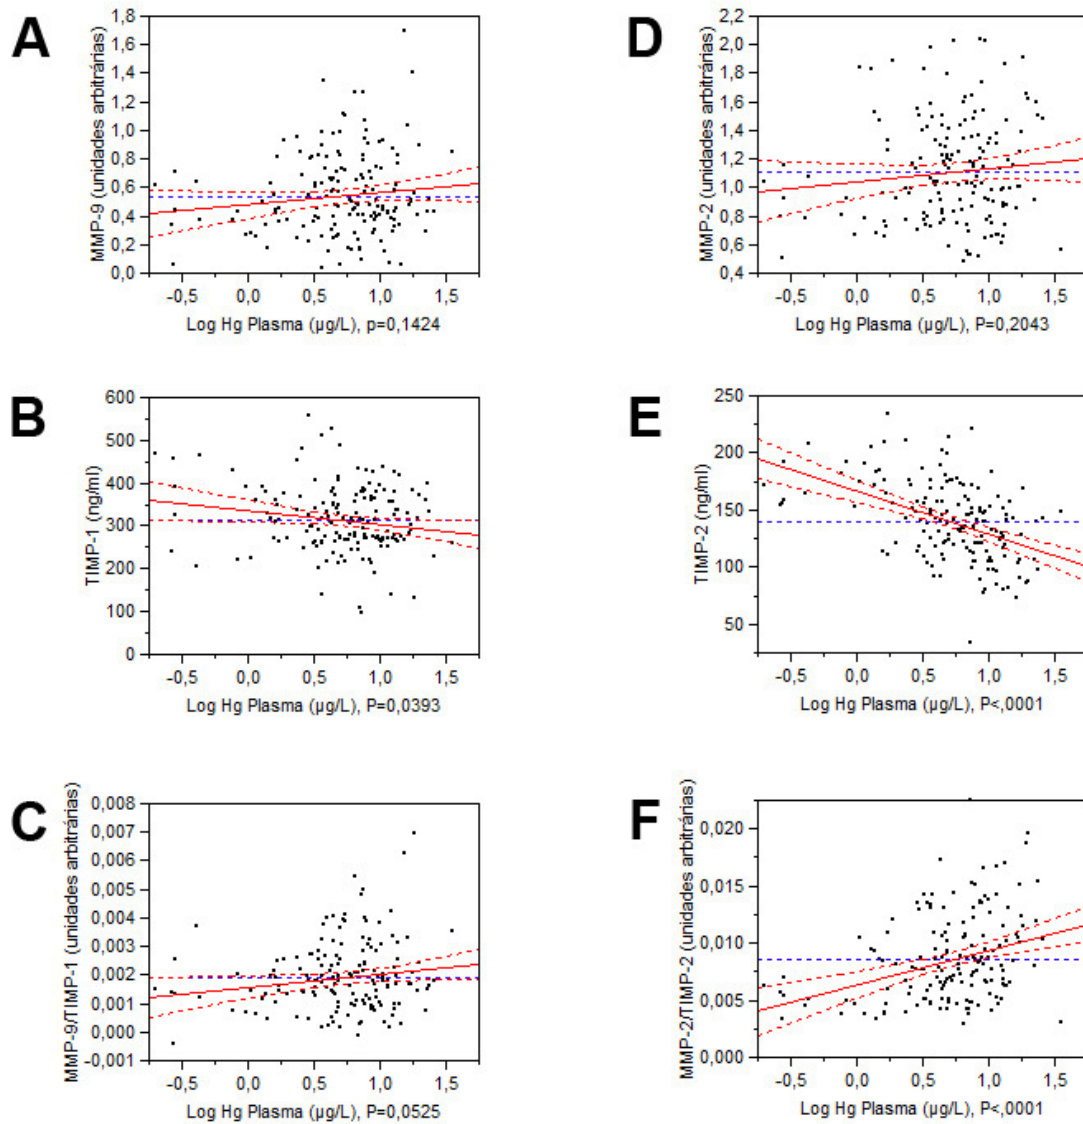 A
MMP-9 (unidades arbitrárias)
1,8
1,6
1,4
1,2
1,0
0,8
0,6
0,4
0,2
0,0
-0,5 0,0 0,5 1,0 1,5
Log Hg Plasma (µg/L), p=0,1424
D
MMP-2 (unidades arbitrárias)
2,2
2,0
1,8
1,6
1,4
1,2
1,0
0,8
0,6
0,4
-0,5 0,0 0,5 1,0 1,5
Log Hg Plasma (µg/L), P=0,2043
B
TIMP-1 (ng/ml)
600
500
400
300
200
100
0
-0,5 0,0 0,5 1,0 1,5
Log Hg Plasma (µg/L), P=0,0393
E
TIMP-2 (ng/ml)
250
200
150
100
50
-0,5 0,0 0,5 1,0 1,5
Log Hg Plasma (µg/L), P<,0001
C
MMP-9/TIMP-1 (unidades arbitrárias)
0,008
0,007
0,006
0,005
0,004
0,003
0,002
0,001
0,000
-0,001
-0,5 0,0 0,5 1,0 1,5
Log Hg Plasma (µg/L), P=0,0525
F
MMP-2/TIMP-2 (unidades arbitrárias)
0,020
0,015
0,010
0,005
0,000
-0,5 0,0 0,5 1,0 1,5
Log Hg Plasma (µg/L), P<,0001